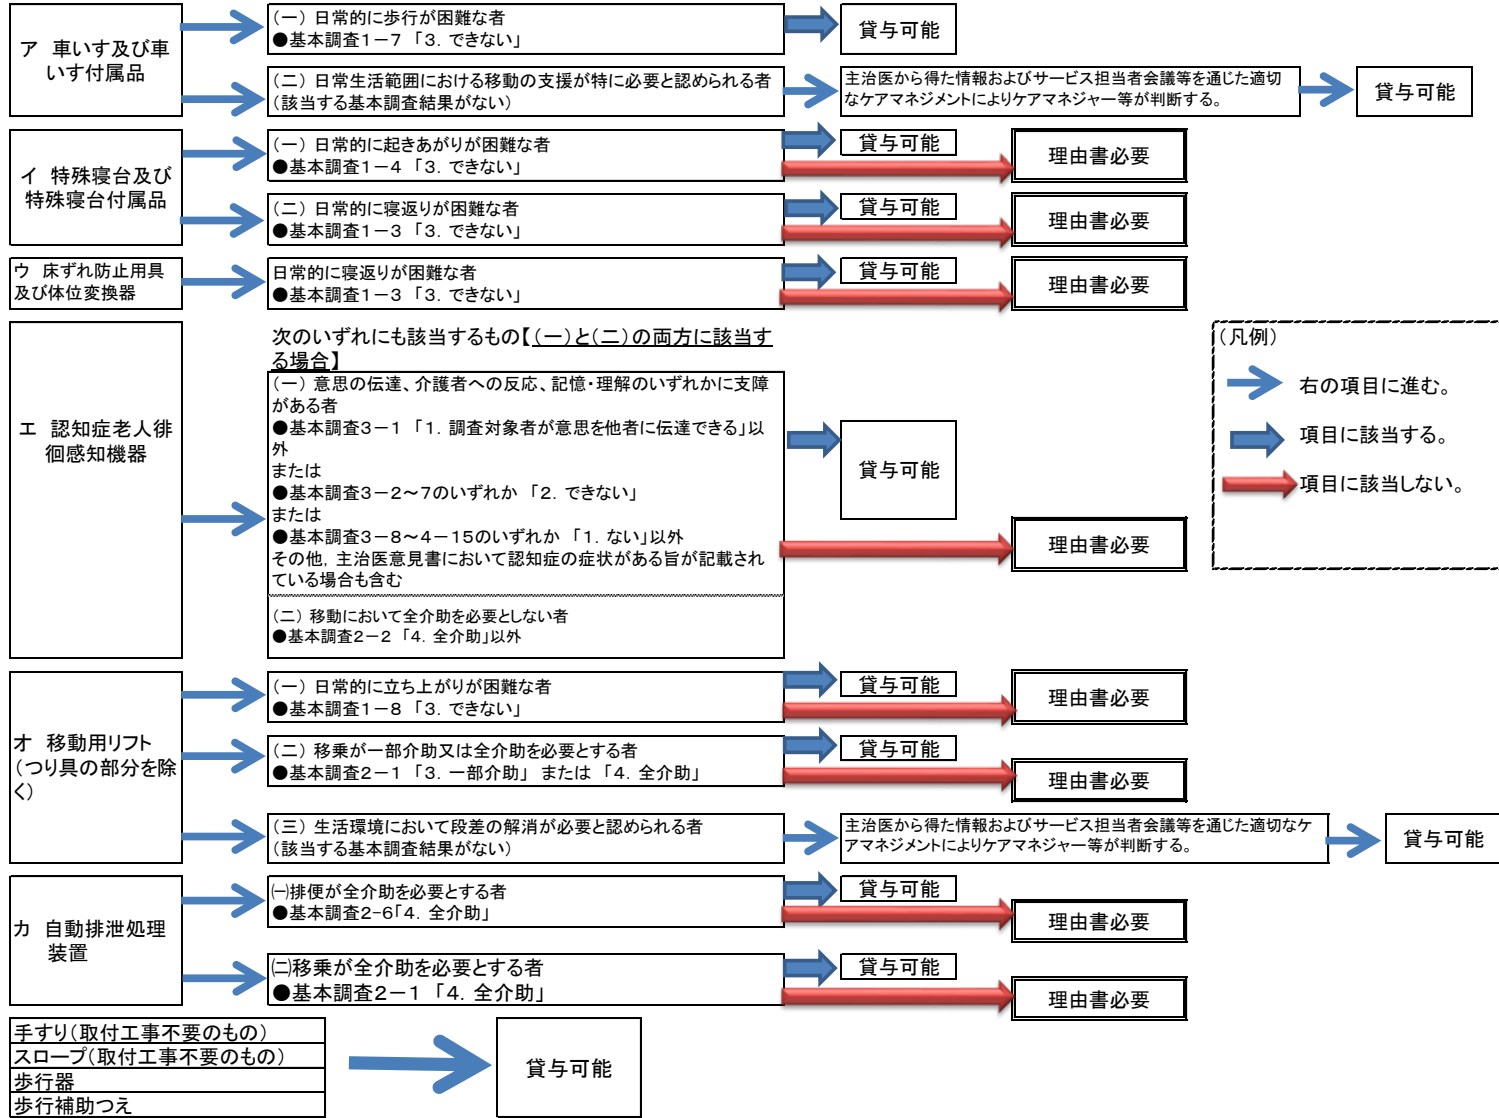 ア　車いす及び車
いす付属品
（一）日常的に歩行が困難な者
●基本調査１－７「３．できない」
貸与可能
（二）日常生活範囲における移動の支援が特に必要と認められる者
（該当する基本調査結果がない）
主治医から得た情報およびサービス担当者会議等を通じた適切
なケアマネジメントによりケアマネジャー等が判断する。
貸与可能
イ　特殊寝台及び
特殊寝台付属品
（一）日常的に起きあがりが困難な者
●基本調査１－４「３．できない」
貸与可能
理由書必要
（二）日常的に寝返りが困難な者
●基本調査１－３「３．できない」
貸与可能
理由書必要
ウ　床ずれ防止用具
及び体位変換器
日常的に寝返りが困難な者
●基本調査１－３「３．できない」
貸与可能
理由書必要
エ　認知症老人徘
徊感知機器
次のいずれにも該当するもの【（一）と（二）の両方に該当す
る場合】
（一）意思の伝達、介護者への反応、記憶・理解のいずれかに支障
がある者
●基本調査３－１「１．調査対象者が意思を他者に伝達できる」以
外
または
●基本調査３－２～７のいずれか「２．できない」
または
●基本調査３－８～４－１５のいずれか「１．ない」以外
その他，主治医意見書において認知症の症状がある旨が記載され
ている場合も含む
（二）移動において全介助を必要としない者
●基本調査２－２「４．全介助」以外
貸与可能
理由書必要
（凡例）
右の項目に進む。
項目に該当する。
項目に該当しない。
オ　移動用リフト
（つり具の部分を除
く）
（一）日常的に立ち上がりが困難な者
●基本調査１－８「３．できない」
貸与可能
理由書必要
（二）移乗が一部介助又は全介助を必要とする者
●基本調査２－１「３．一部介助」または「４．全介助」
貸与可能
理由書必要
（三）生活環境において段差の解消が必要と認められる者
（該当する基本調査結果がない）
主治医から得た情報およびサービス担当者会議等を通じた適切なケ
アマネジメントによりケアマネジャー等が判断する。
貸与可能
カ　自動排泄処理
装置
㈠排便が全介助を必要とする者
●基本調査2-6「4．全介助」
貸与可能
理由書必要
㈡移乗が全介助を必要とする者
●基本調査２－１「４．全介助」
貸与可能
理由書必要
手すり（取付工事不要のもの）
スロープ（取付工事不要のもの）
歩行器
歩行補助つえ
貸与可能